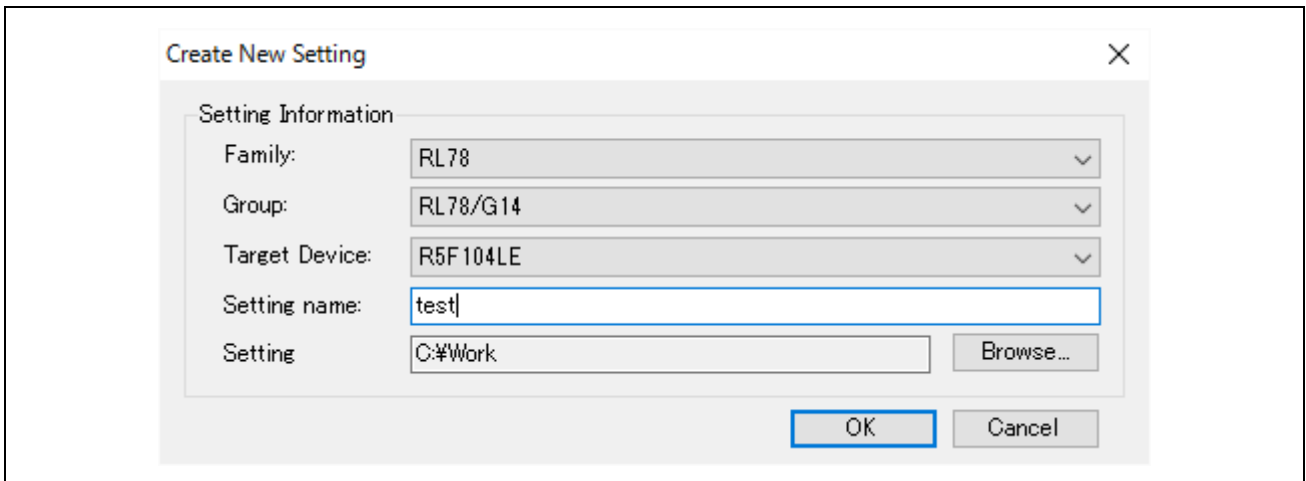 Create New Setting
Setting Information
Family: RL78
Group: RL78/G14
Target Device: R5F104LE
Setting name: test
Setting C:¥Work Browse...
OK Cancel